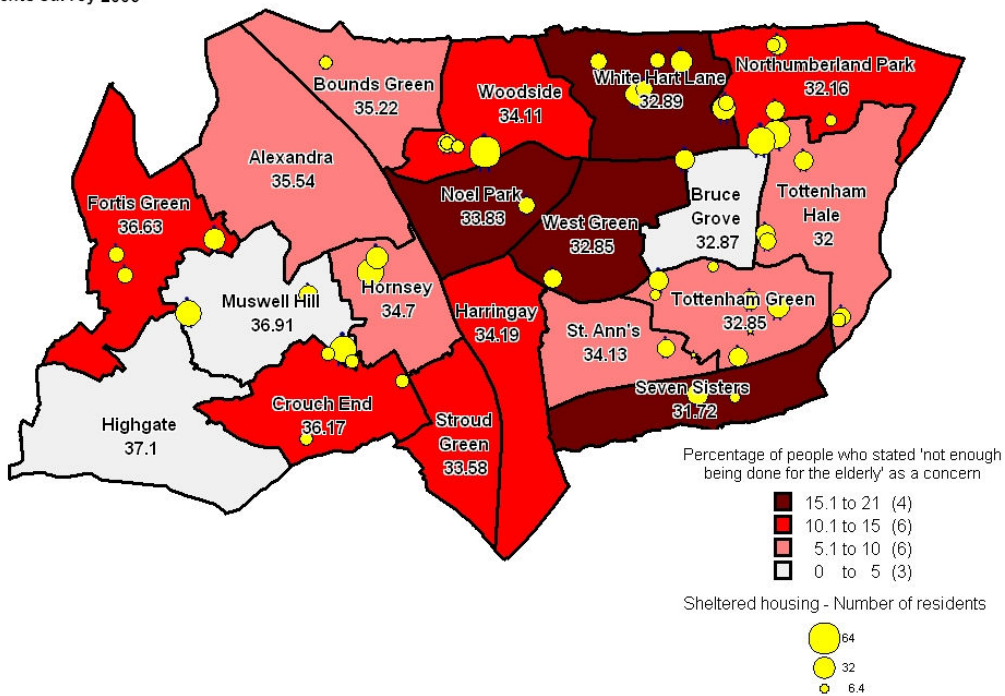 Bounds Green
35.22
Woodside
34.11
White Hart Lane
32.89
Northumberland Park
32.16
Alexandra
35.54
Fortis Green
36.63
Noel Park
33.83
West Green
32.85
Bruce
Grove
32.87
Tottenham
Hale
32
Muswell Hill
36.91
Hornsey
34.7
Harringay
34.19
St. Ann's
34.13
Tottenham Green
32.85
Highgate
37.1
Crouch End
36.17
Stroud
Green
33.58
Seven Sisters
31.72
Percentage of people who stated 'not enough
being done for the elderly' as a concern
15.1 to 21 (4)
10.1 to 15 (6)
5.1 to 10 (6)
0 to 5 (3)
Sheltered housing - Number of residents
64
32
6.4